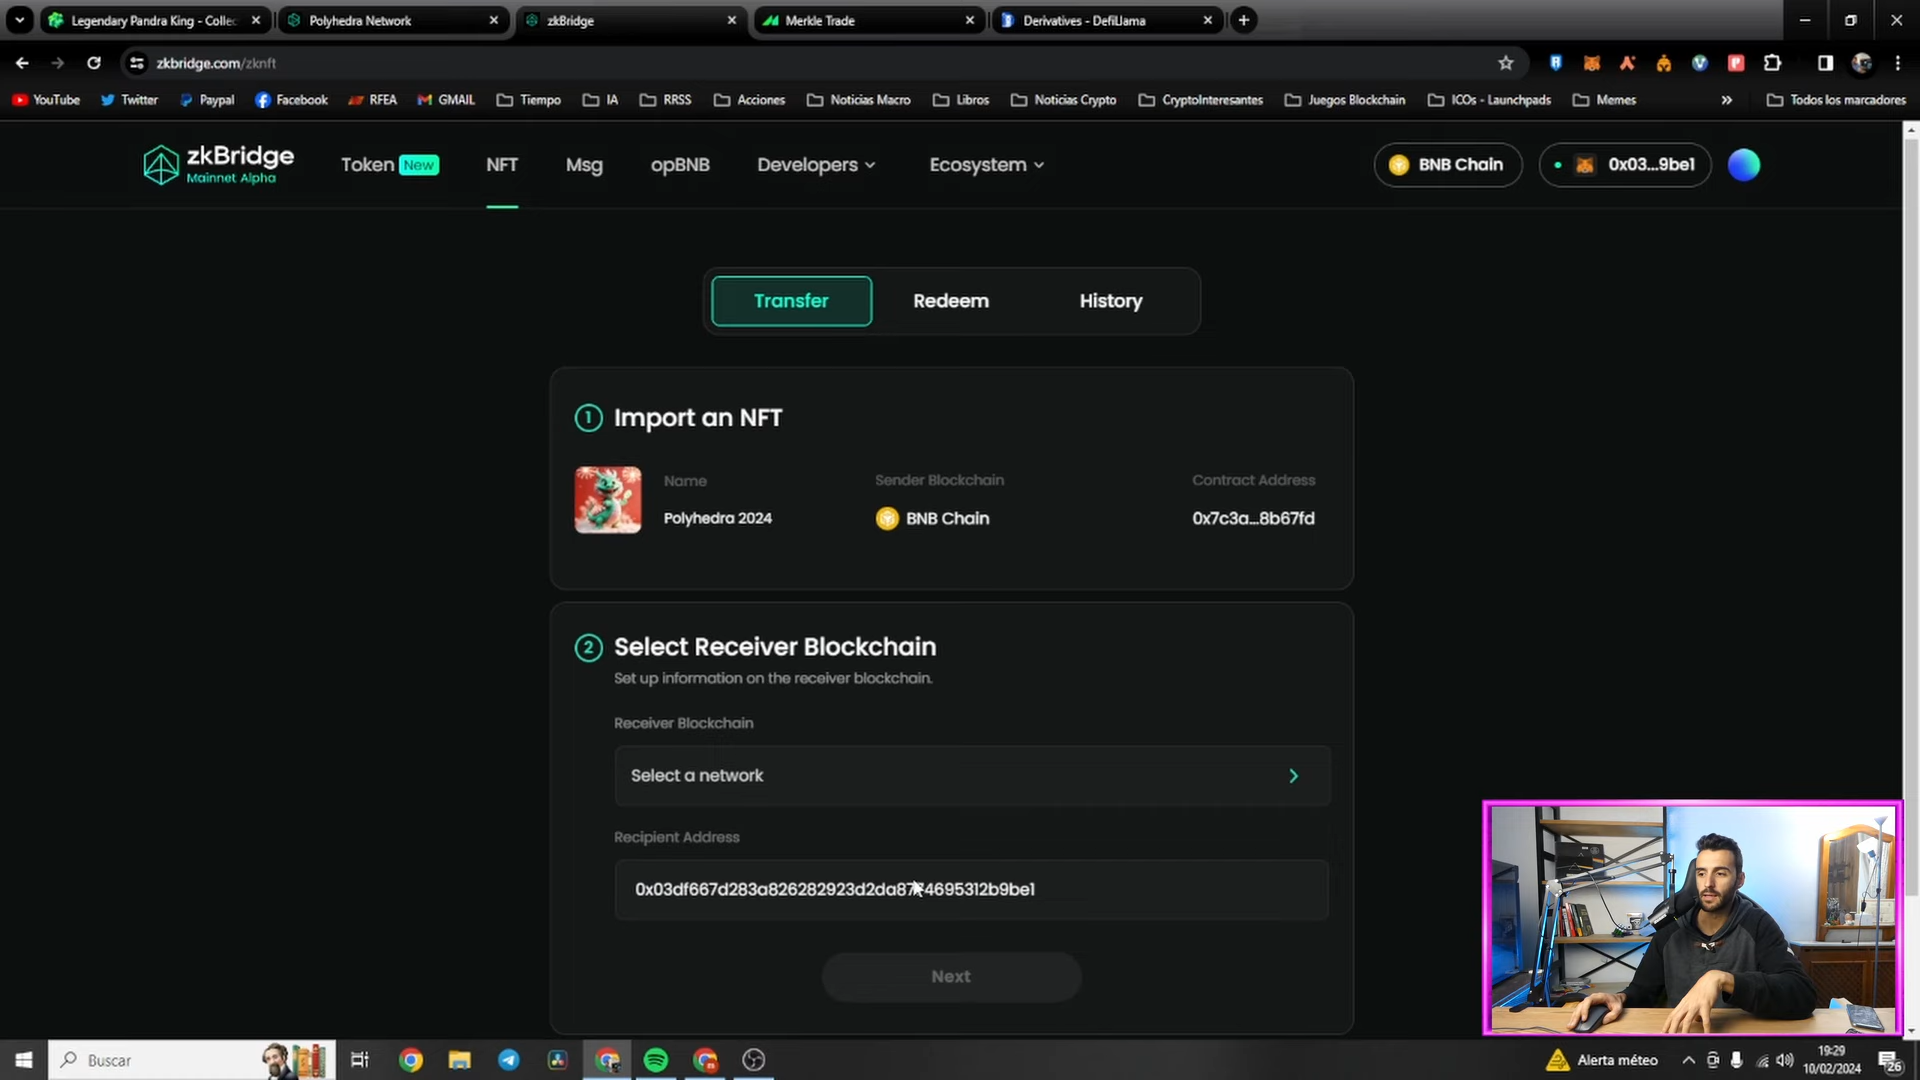 Legendary Pandra King - Collec
Polyhedra Network
zkBridge
Merkle Trade
Derivatives - DefiLlama
zkbridge.com/zknft
YouTube
Twitter
Paypal
Facebook
RFEA
GMAIL
Tiempo
IA
RRSS
Acciones
Noticias Macro
Libros
Noticias Crypto
CryptoInteresantes
Juegos Blockchain
ICOs - Launchpads
Memes
Todos los marcadores
zkBridge
Mainnet Alpha
Token New
NFT
Msg
opBNB
Developers
Ecosystem
BNB Chain
0x03...9be1
Transfer
Redeem
History
1 Import an NFT
Name
Sender Blockchain
Contract Address
Polyhedra 2024
BNB Chain
0x7c3a...8b67fd
2 Select Receiver Blockchain
Set up information on the receiver blockchain.
Receiver Blockchain
Select a network
Recipient Address
Next
Buscar
Alerta méteo
19:29
10/02/2024
26